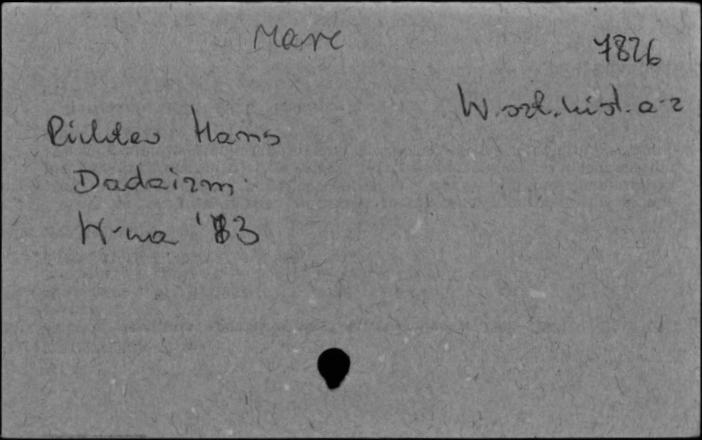 Marc
7826
W. szt. hist. a-z
Richter Hans
Dadaizm
W-wa '83